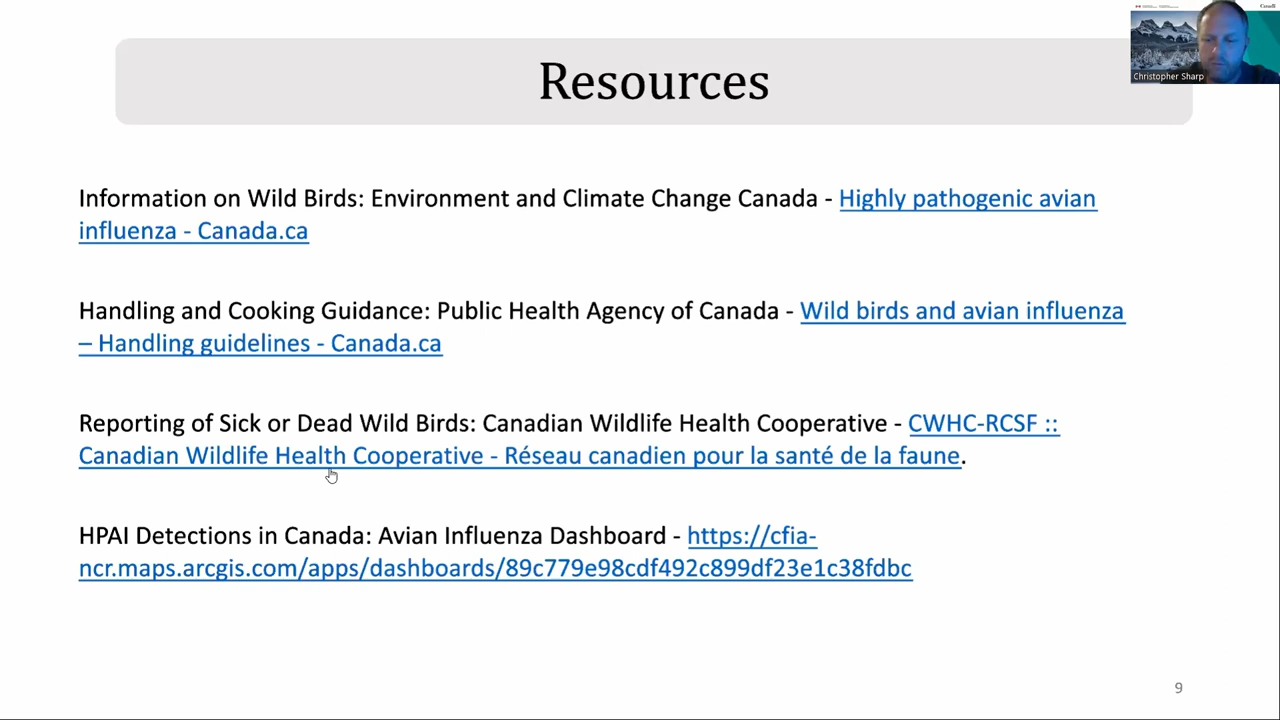 Resources
Canada
Christopher Sharp
Information on Wild Birds: Environment and Climate Change Canada - Highly pathogenic avian
influenza - Canada.ca
Handling and Cooking Guidance: Public Health Agency of Canada - Wild birds and avian influenza
– Handling guidelines - Canada.ca
Reporting of Sick or Dead Wild Birds: Canadian Wildlife Health Cooperative - CWHC-RCSF ::
Canadian Wildlife Health Cooperative - Réseau canadien pour la santé de la faune.
HPAI Detections in Canada: Avian Influenza Dashboard - https://cfia-
ncr.maps.arcgis.com/apps/dashboards/89c779e98cdf492c899df23e1c38fdbc
9